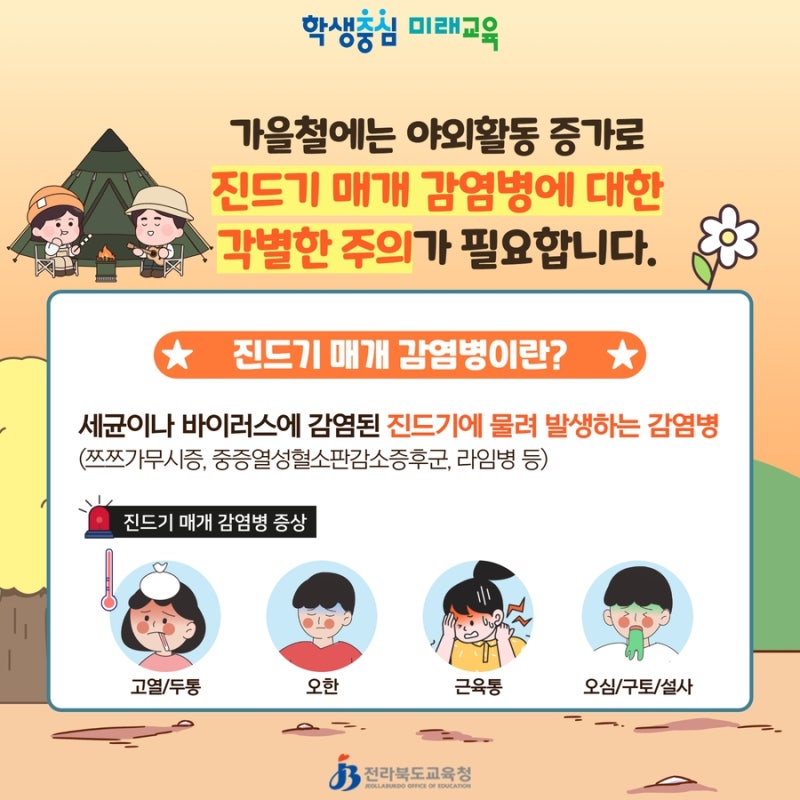 학생중심 미래교육
가을철에는 야외활동 증가로
진드기 매개 감염병에 대한
각별한 주의가 필요합니다.
진드기 매개 감염병이란?
세균이나 바이러스에 감염된 진드기에 물려 발생하는 감염병
(쯔쯔가무시증, 중증열성혈소판감소증후군, 라임병 등)
진드기 매개 감염병 증상
고열/두통
오한
근육통
오심/구토/설사
전라북도교육청
JEOLLABUKDO OFFICE OF EDUCATION